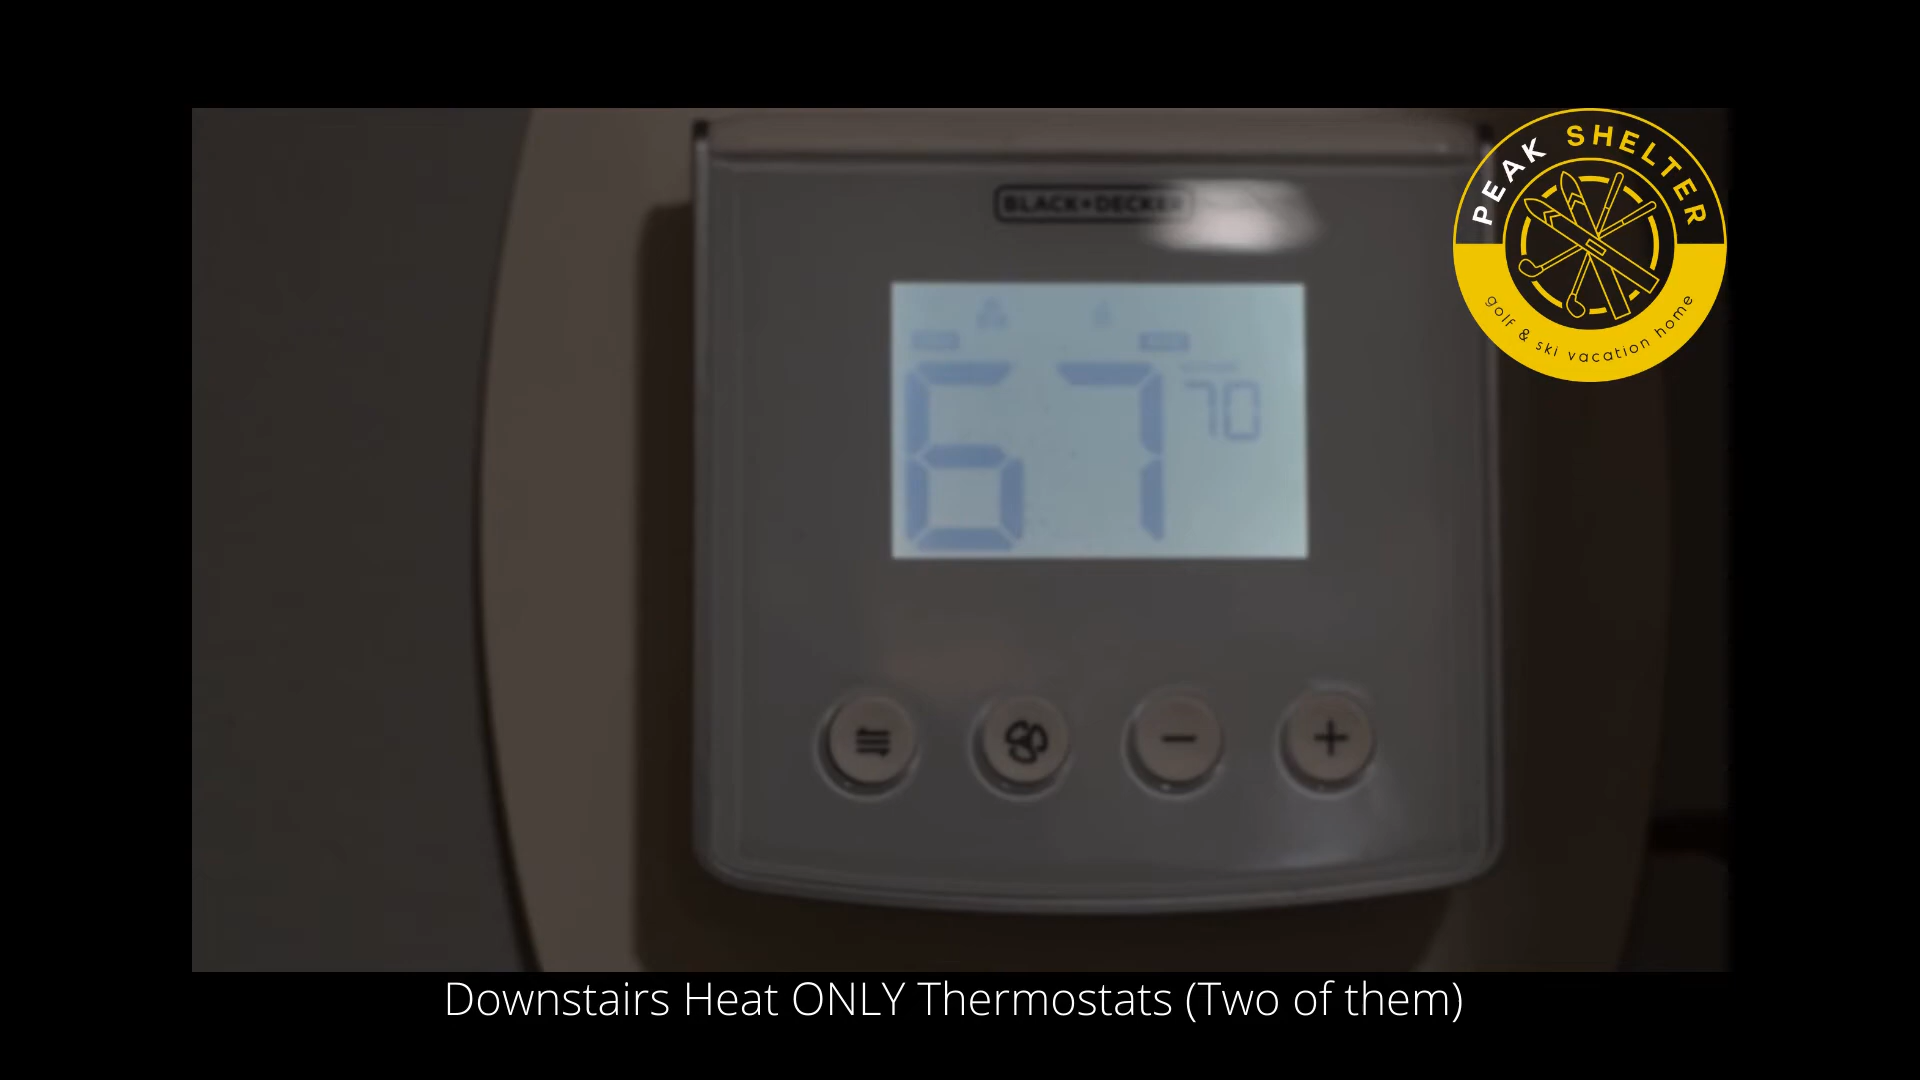 PEAK SHELTER
golf & ski vacation home
BLACK+DECKER
67
70
Downstairs Heat ONLY Thermostats (Two of them)